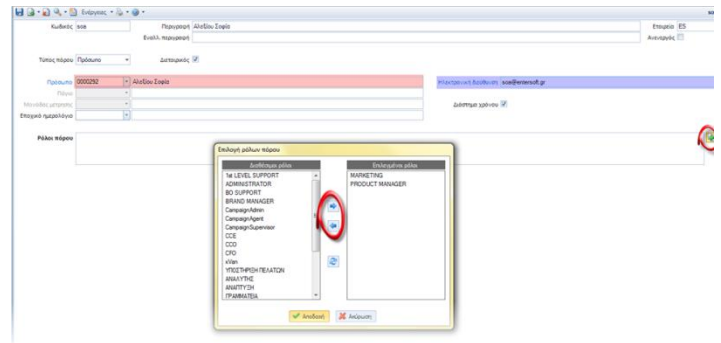 Ενέργειες
Κωδικός sos Περιγραφή Αλεξίου Σοφία Εταιρεία ES
Εναλλ. περιγραφή Ανενεργός
Τύπος πόρου Πρόσωπο Διεταιρικός
Πρόσωπο 0000292 Αλεξίου Σοφία Ηλεκτρονική διεύθυνση sos@entersoft.gr
Πάγιο
Μονάδες μέτρησης Διάστημα χρόνου
Εποχικό ημερολόγιο
Ρόλοι πόρου
Επιλογή ρόλων πόρου
Διαθέσιμοι ρόλοι Επιλεγμένοι ρόλοι
1st LEVEL SUPPORT MARKETING
ADMINISTRATOR PRODUCT MANAGER
BO SUPPORT
BRAND MANAGER
CampaignAdmin
CampaignAgent
CampaignSupervisor
CCE
CCO
CFO
eVan
ΥΠΟΣΤΗΡΙΞΗ ΠΕΛΑΤΩΝ
ΑΝΑΛΥΤΗΣ
ΑΝΑΠΤΥΞΗ
ΓΡΑΜΜΑΤΕΙΑ
Αποδοχή Ακύρωση